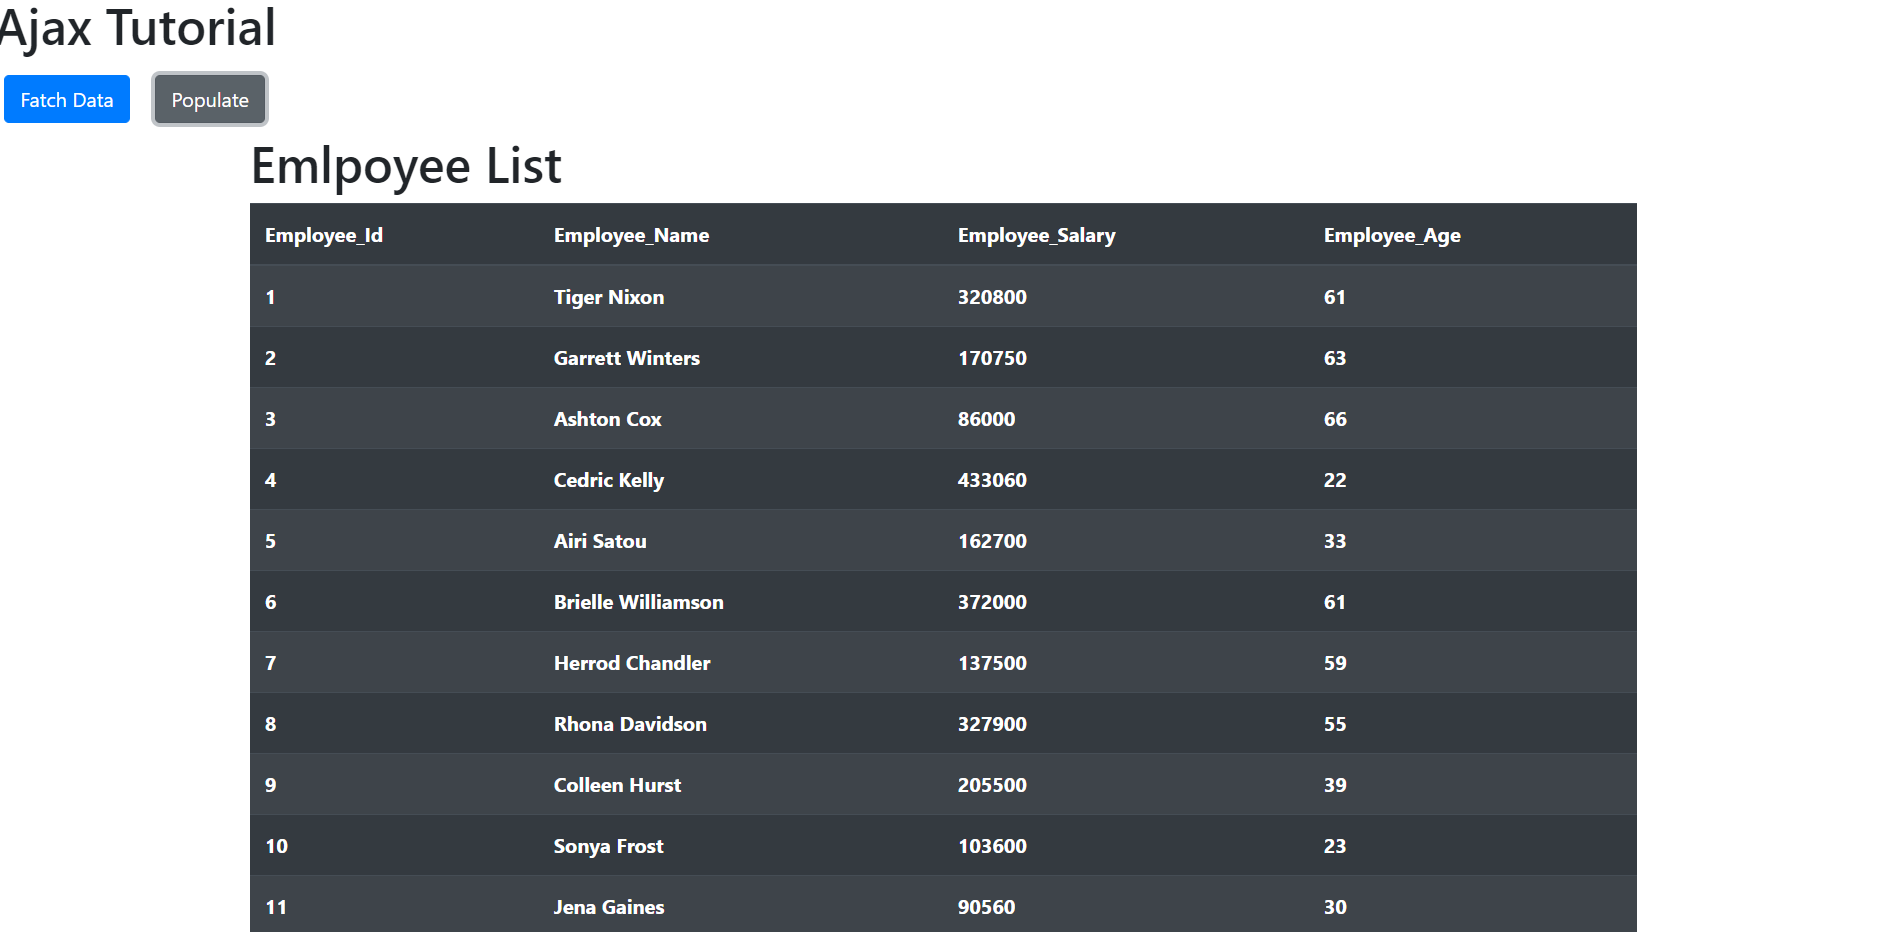 Ajax Tutorial
Fatch Data Populate
Emlpoyee List
Employee_Id Employee_Name Employee_Salary Employee_Age
1 Tiger Nixon 320800 61
2 Garrett Winters 170750 63
3 Ashton Cox 86000 66
4 Cedric Kelly 433060 22
5 Airi Satou 162700 33
6 Brielle Williamson 372000 61
7 Herrod Chandler 137500 59
8 Rhona Davidson 327900 55
9 Colleen Hurst 205500 39
10 Sonya Frost 103600 23
11 Jena Gaines 90560 30